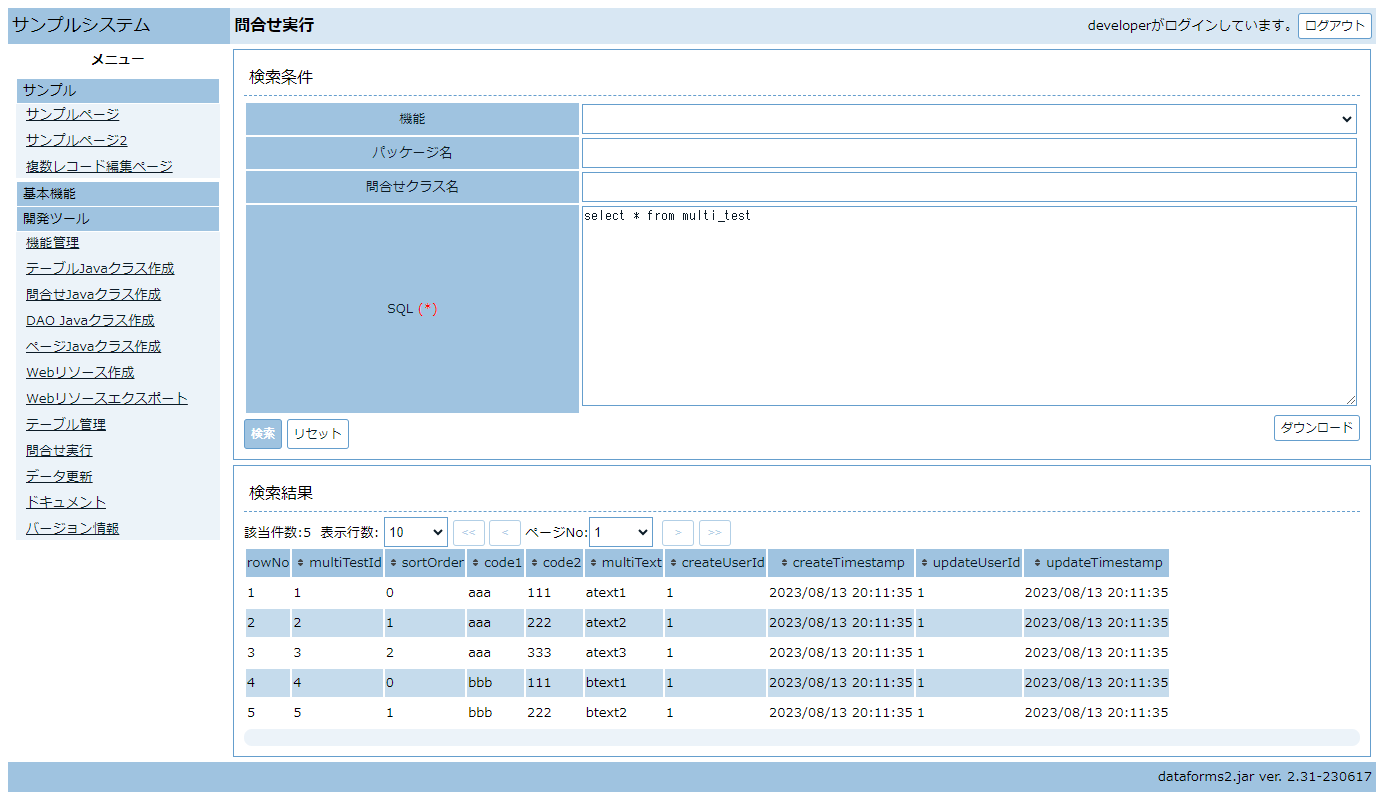 サンプルシステム
問合せ実行
developerがログインしています。 ログアウト
メニュー
サンプル
サンプルページ
サンプルページ2
複数レコード編集ページ
基本機能
開発ツール
機能管理
テーブルJavaクラス作成
問合せJavaクラス作成
DAO Javaクラス作成
ページJavaクラス作成
Webリソース作成
Webリソースエクスポート
テーブル管理
問合せ実行
データ更新
ドキュメント
バージョン情報
検索条件
機能
パッケージ名
問合せクラス名
SQL (*)
select * from multi_test
検索 リセット ダウンロード
検索結果
該当件数:5 表示行数: 10 << < ページNo: 1 > >>
rowNo multiTestId sortOrder code1 code2 multiText createUserId createTimestamp updateUserId updateTimestamp
1 1 0 aaa 111 atext1 1 2023/08/13 20:11:35 1 2023/08/13 20:11:35
2 2 1 aaa 222 atext2 1 2023/08/13 20:11:35 1 2023/08/13 20:11:35
3 3 2 aaa 333 atext3 1 2023/08/13 20:11:35 1 2023/08/13 20:11:35
4 4 0 bbb 111 btext1 1 2023/08/13 20:11:35 1 2023/08/13 20:11:35
5 5 1 bbb 222 btext2 1 2023/08/13 20:11:35 1 2023/08/13 20:11:35
dataforms2.jar ver. 2.31-230617